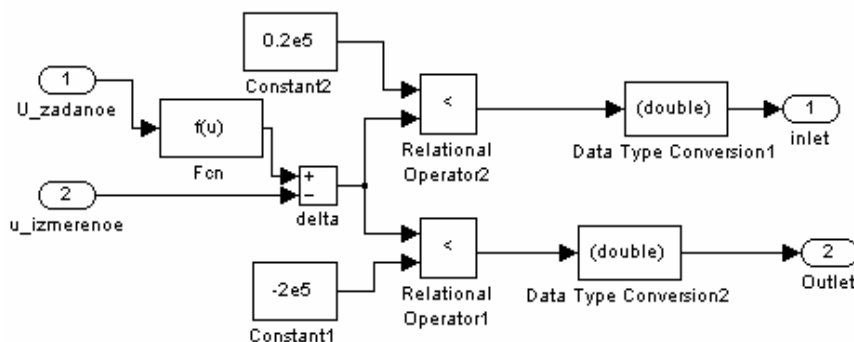 0.2e5
Constant2
1
U_zadanoe
f(u)
Fcn
2
u_izmerenoe
+
−
delta
<
Relational
Operator2
(double)
Data Type Conversion1
1
inlet
-2e5
Constant1
<
Relational
Operator1
(double)
Data Type Conversion2
2
Outlet